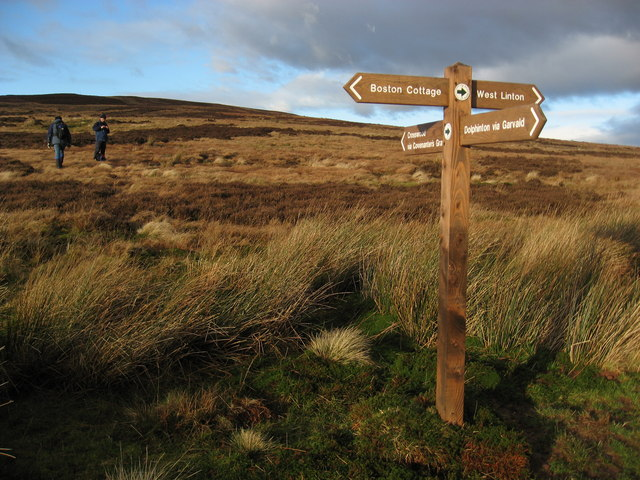 Boston Cottage
West Linton
Dolphinton via Garvald
via Covenanters Grave